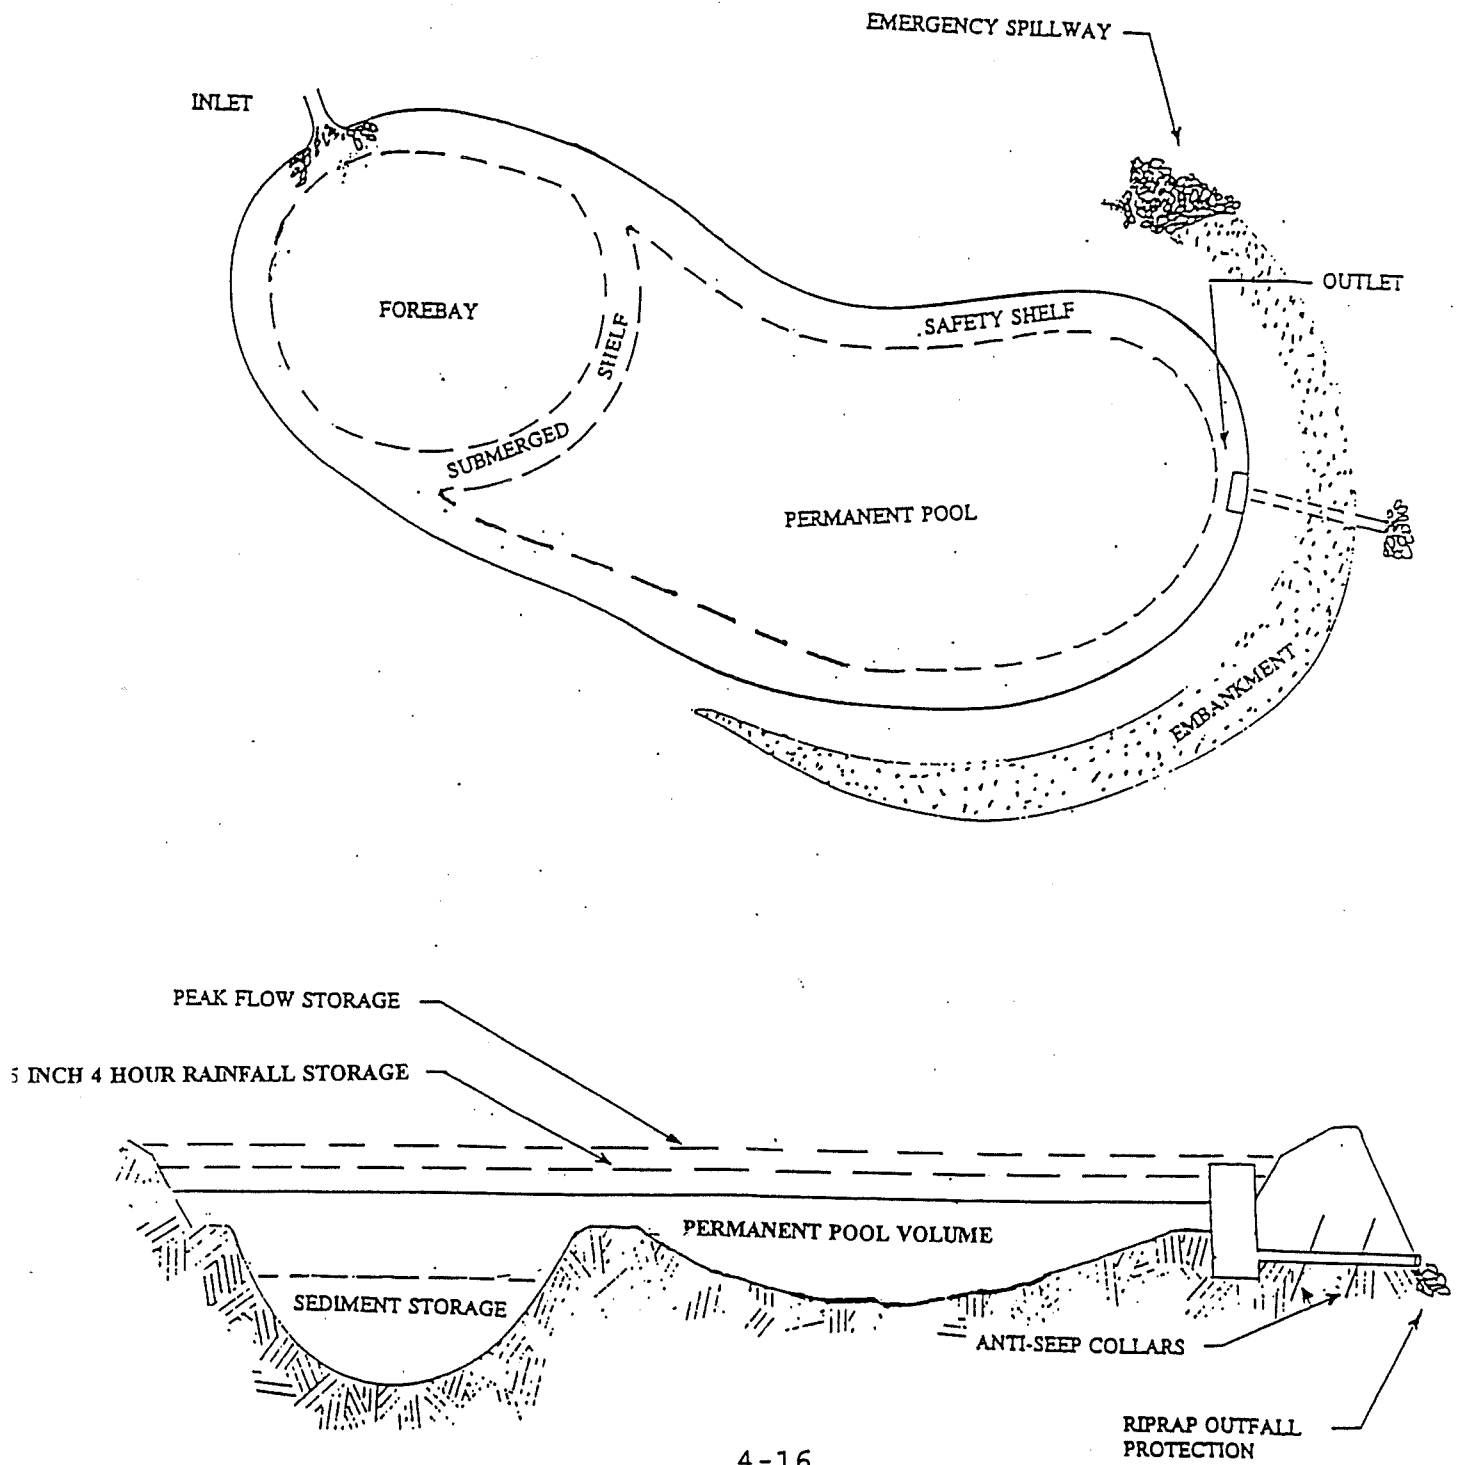 EMERGENCY SPILLWAY
INLET
OUTLET
FOREBAY
SAFETY SHELF
SUBMERGED SHELF
PERMANENT POOL
EMBANKMENT
PEAK FLOW STORAGE
5 INCH 4 HOUR RAINFALL STORAGE
PERMANENT POOL VOLUME
SEDIMENT STORAGE
ANTI-SEEP COLLARS
RIPRAP OUTFALL
PROTECTION
4-16